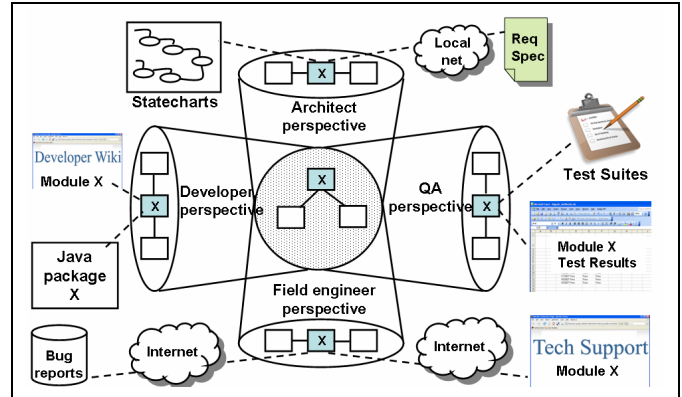 Statecharts
X
Local
net
Req
Spec
Architect
perspective
Developer Wiki
Module X
X
Developer
perspective
X
QA
perspective
X
Test Suites
Java
package
X
Module X
Test Results
Field engineer
perspective
X
Bug
reports
Internet
Internet
Tech Support
Module X